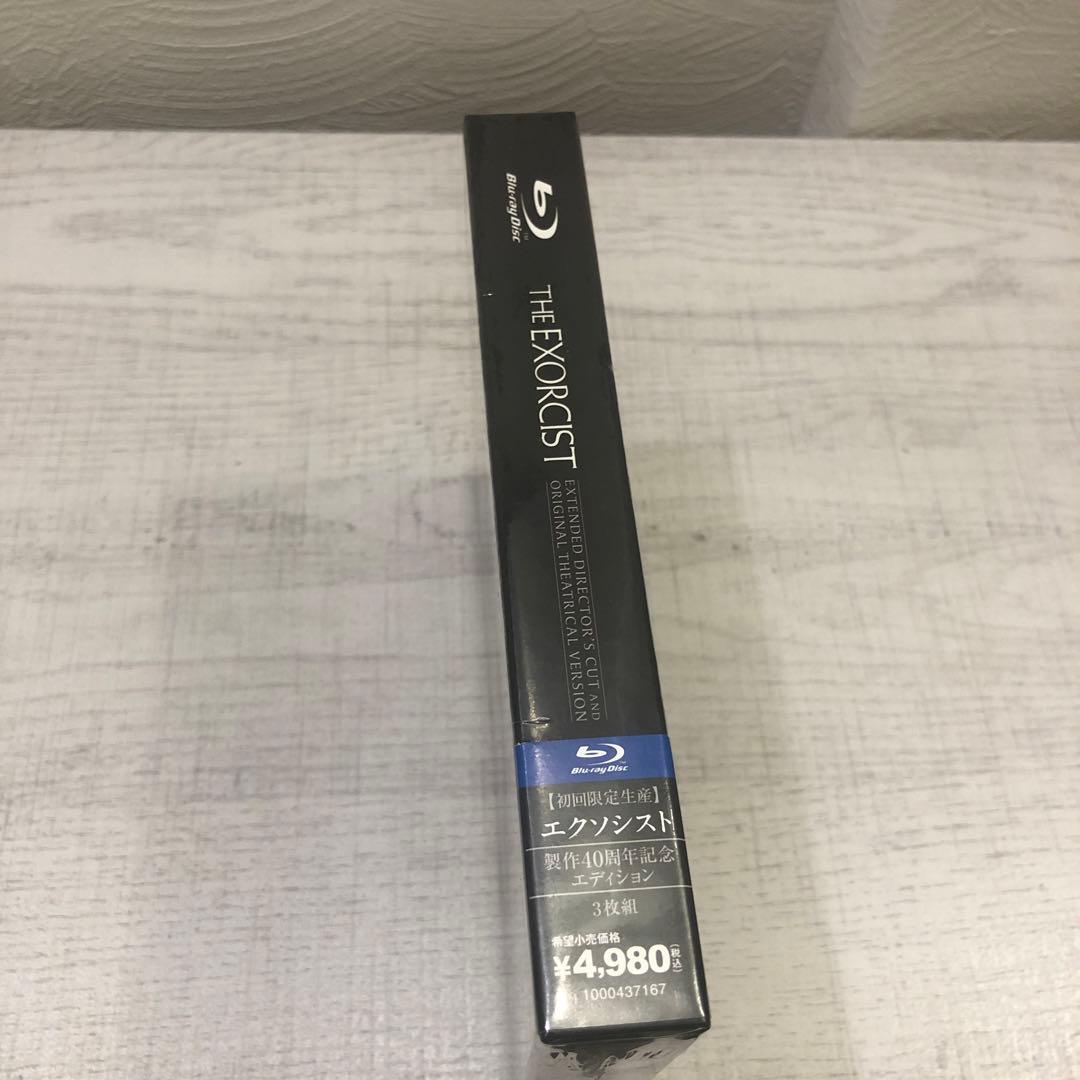 Blu-ray Disc™
THE EXORCIST
EXTENDED DIRECTOR'S CUT AND
ORIGINAL THEATRICAL VERSION
Blu-ray Disc™
【初回限定生産】
エクソシスト
製作40周年記念
エディション
3枚組
希望小売価格
¥4,980(税込)
1000437167